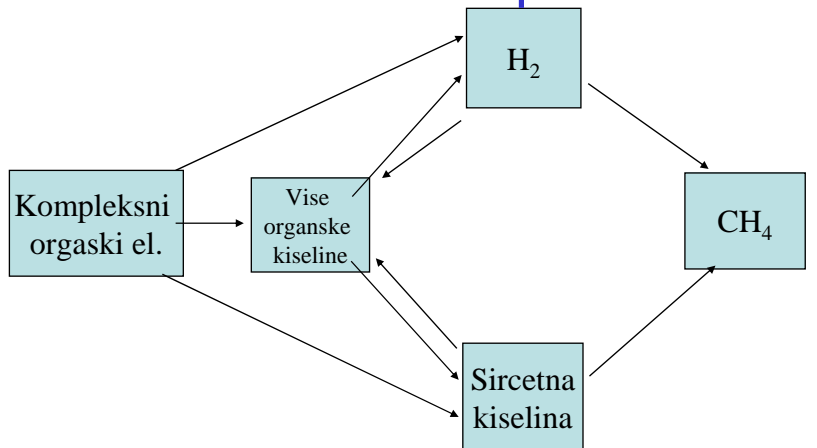 H₂
Kompleksni
orgaski el.
Vise
organske
kiseline
CH₄
Sircetna
kiselina